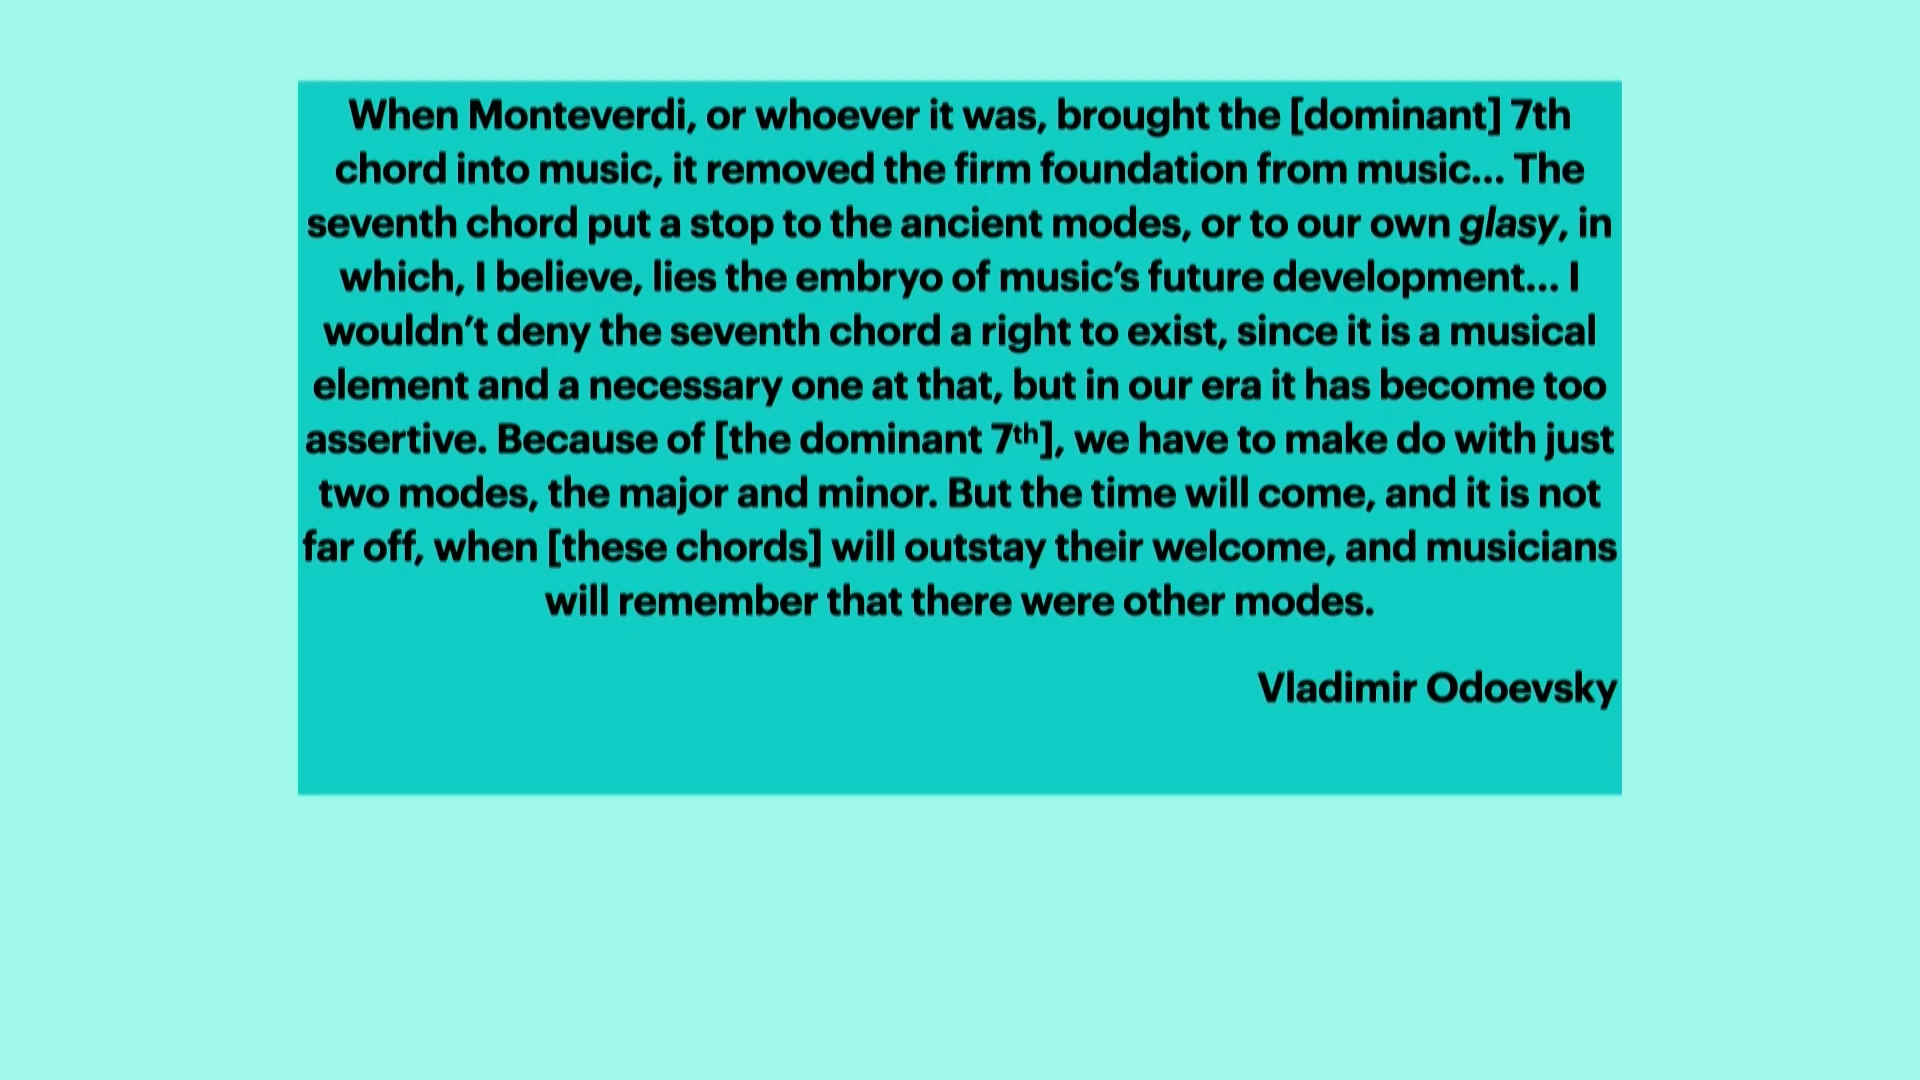 When Monteverdi, or whoever it was, brought the [dominant] 7th
chord into music, it removed the firm foundation from music... The
seventh chord put a stop to the ancient modes, or to our own glasy, in
which, I believe, lies the embryo of music’s future development... I
wouldn’t deny the seventh chord a right to exist, since it is a musical
element and a necessary one at that, but in our era it has become too
assertive. Because of [the dominant 7th], we have to make do with just
two modes, the major and minor. But the time will come, and it is not
far off, when [these chords] will outstay their welcome, and musicians
will remember that there were other modes.
Vladimir Odoevsky